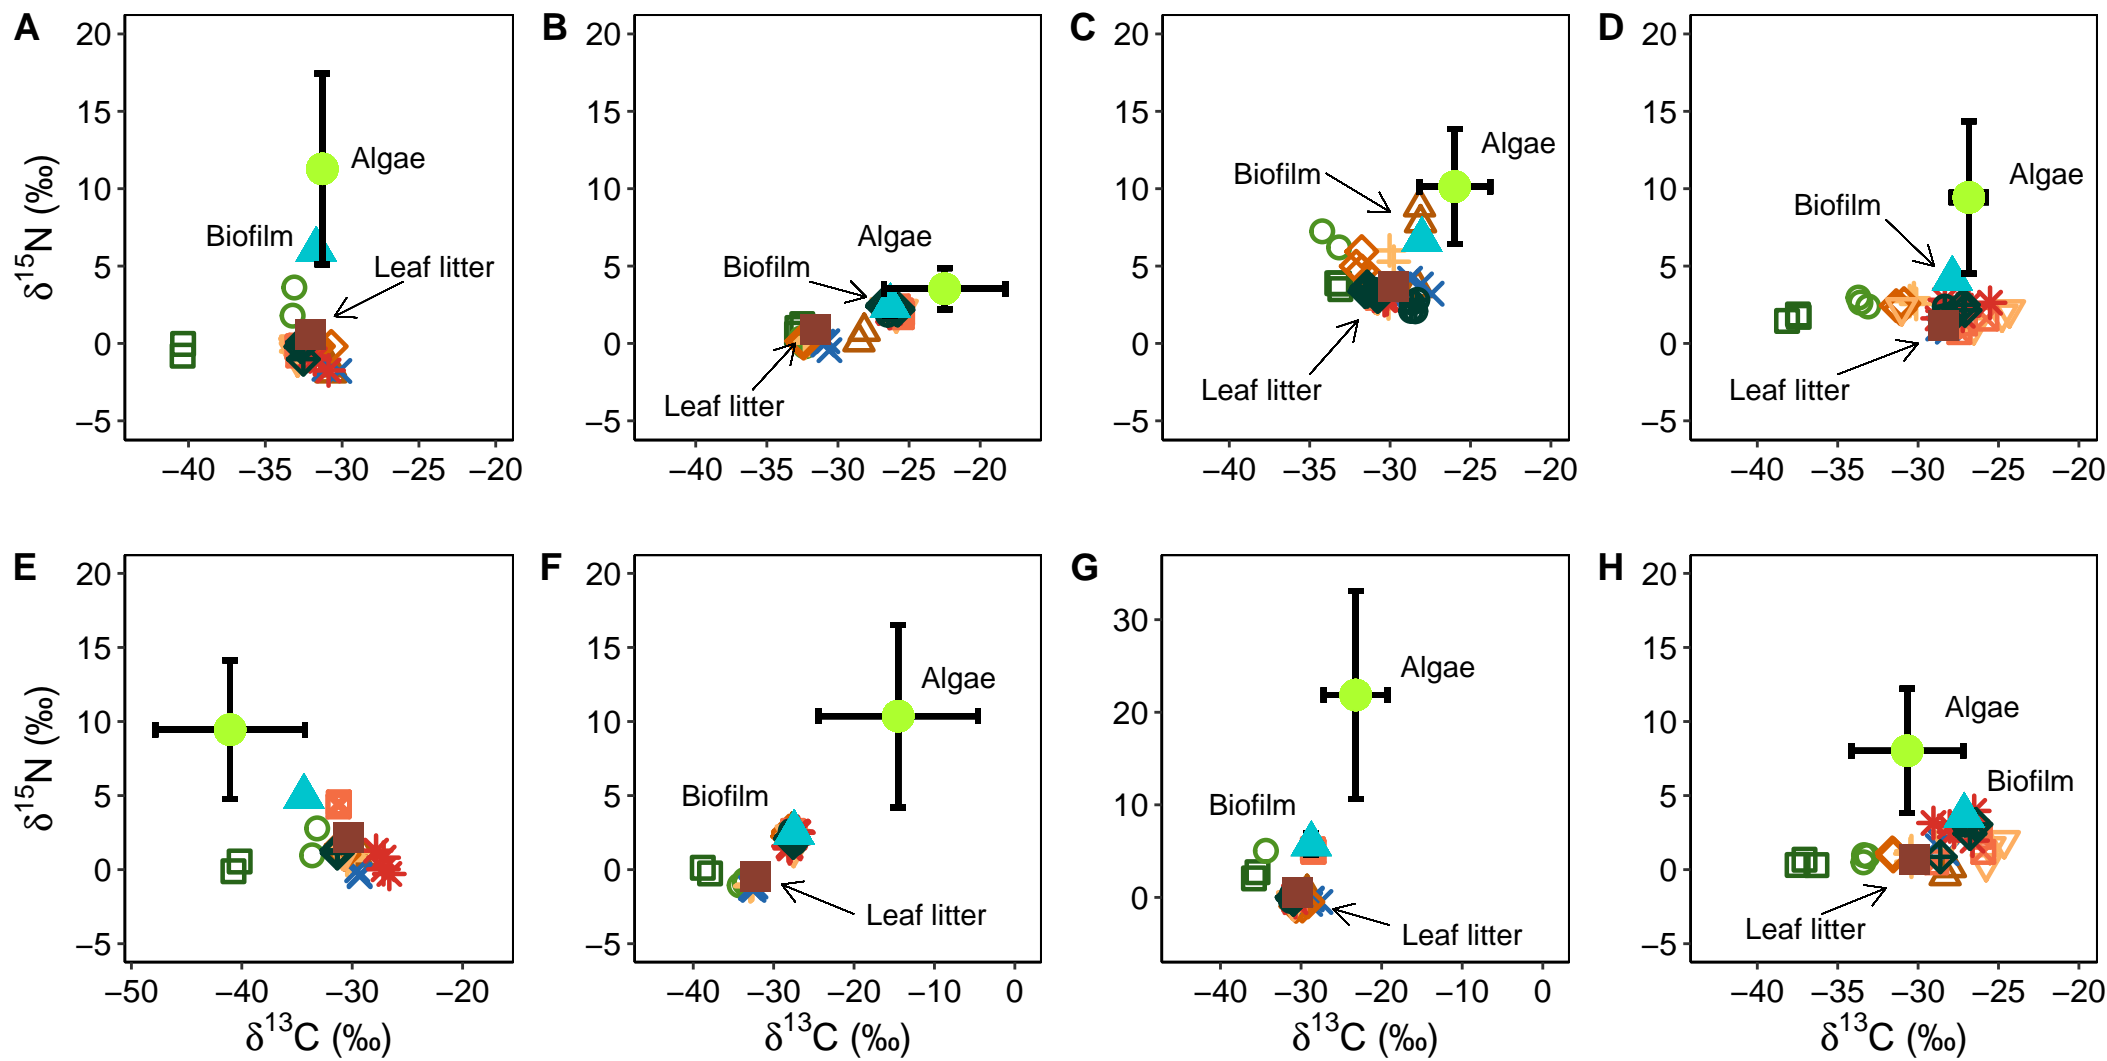 A
20
15
10
5
0
−5
−40 −35 −30 −25 −20
δ15N (‰)
Algae
Biofilm
Leaf litter
B
20
15
10
5
0
−5
−40 −35 −30 −25 −20
Algae
Biofilm
Leaf litter
C
20
15
10
5
0
−5
−40 −35 −30 −25 −20
Algae
Biofilm
Leaf litter
D
20
15
10
5
0
−5
−40 −35 −30 −25 −20
Algae
Biofilm
Leaf litter
E
20
15
10
5
0
−5
−50 −40 −30 −20
δ15N (‰)
δ13C (‰)
F
20
15
10
5
0
−5
−40 −30 −20 −10 0
Algae
Biofilm
Leaf litter
δ13C (‰)
G
30
20
10
0
−40 −30 −20 −10 0
Algae
Biofilm
Leaf litter
δ13C (‰)
H
20
15
10
5
0
−5
−40 −35 −30 −25 −20
Algae
Biofilm
Leaf litter
δ13C (‰)